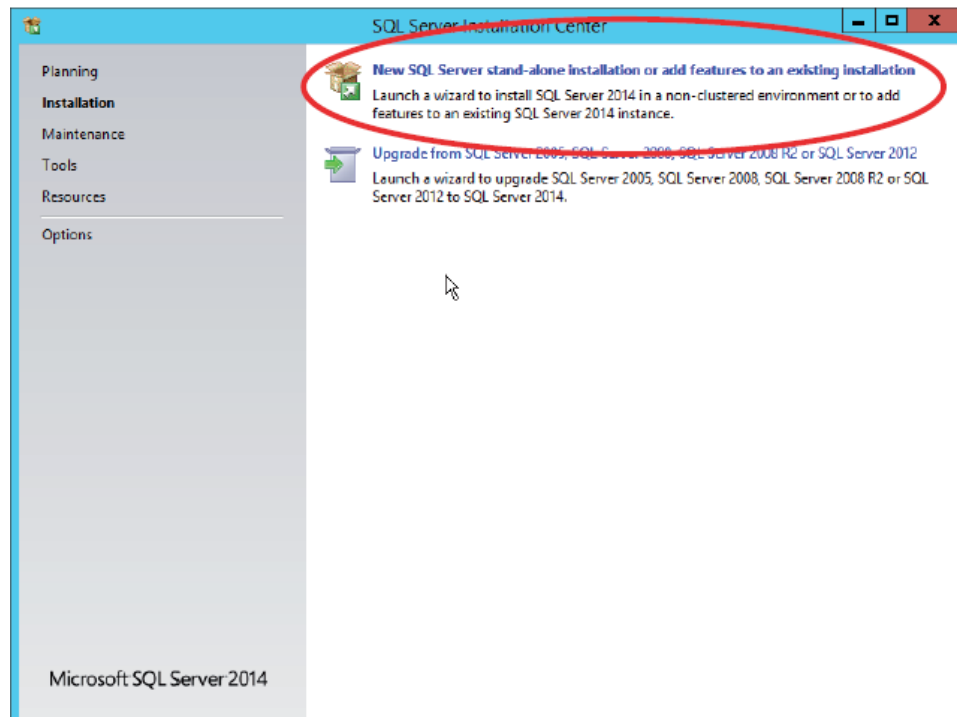 SQL Server Installation Center
Planning
Installation
Maintenance
Tools
Resources
Options
New SQL Server stand-alone installation or add features to an existing installation
Launch a wizard to install SQL Server 2014 in a non-clustered environment or to add
features to an existing SQL Server 2014 instance.
Upgrade from SQL Server 2005, SQL Server 2008, SQL Server 2008 R2 or SQL Server 2012
Launch a wizard to upgrade SQL Server 2005, SQL Server 2008, SQL Server 2008 R2 or SQL
Server 2012 to SQL Server 2014.
Microsoft SQL Server 2014